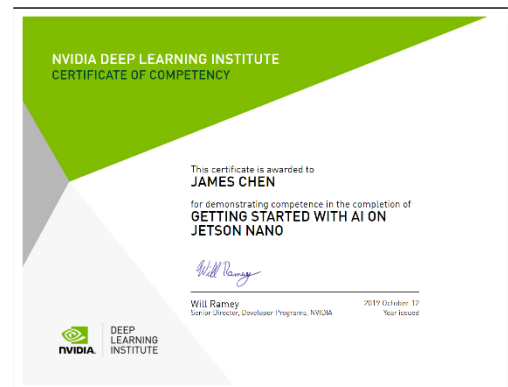 NVIDIA DEEP LEARNING INSTITUTE
CERTIFICATE OF COMPETENCY
This certificate is awarded to
JAMES CHEN
for demonstrating competence in the completion of
GETTING STARTED WITH AI ON
JETSON NANO
Will Ramey
Will Ramey
Senior Director, Developer Programs, NVIDIA
2019 October 12
Year issued
DEEP
LEARNING
INSTITUTE
NVIDIA.